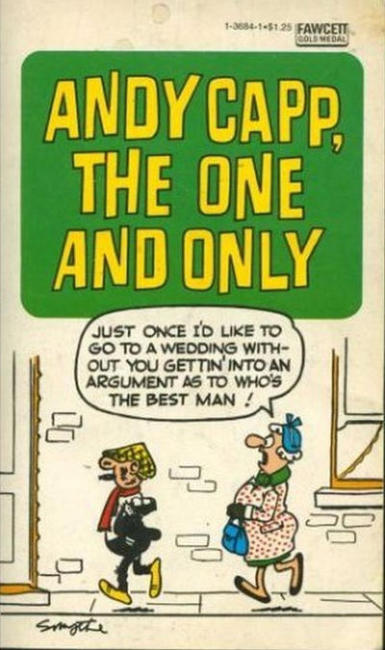 1-3684-1•$1.25 FAWCETT
GOLD MEDAL
ANDY CAPP,
THE ONE
AND ONLY
JUST ONCE I'D LIKE TO
GO TO A WEDDING WITH-
OUT YOU GETTIN' INTO AN
ARGUMENT AS TO WHO'S
THE BEST MAN !
Smythe